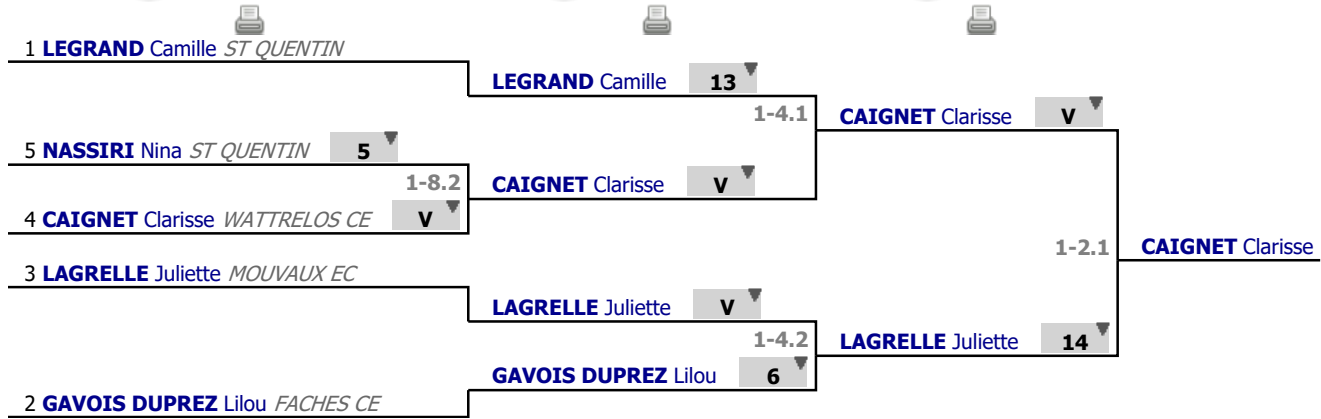 1 LEGRAND Camille ST QUENTIN
LEGRAND Camille 13
1-4.1
CAIGNET Clarisse V
5 NASSIRI Nina ST QUENTIN 5
1-8.2
CAIGNET Clarisse V
4 CAIGNET Clarisse WATTRELOS CE V
1-2.1
CAIGNET Clarisse
3 LAGRELLE Juliette MOUVAUX EC
LAGRELLE Juliette V
1-4.2
LAGRELLE Juliette 14
GAVOIS DUPREZ Lilou 6
2 GAVOIS DUPREZ Lilou FACHES CE